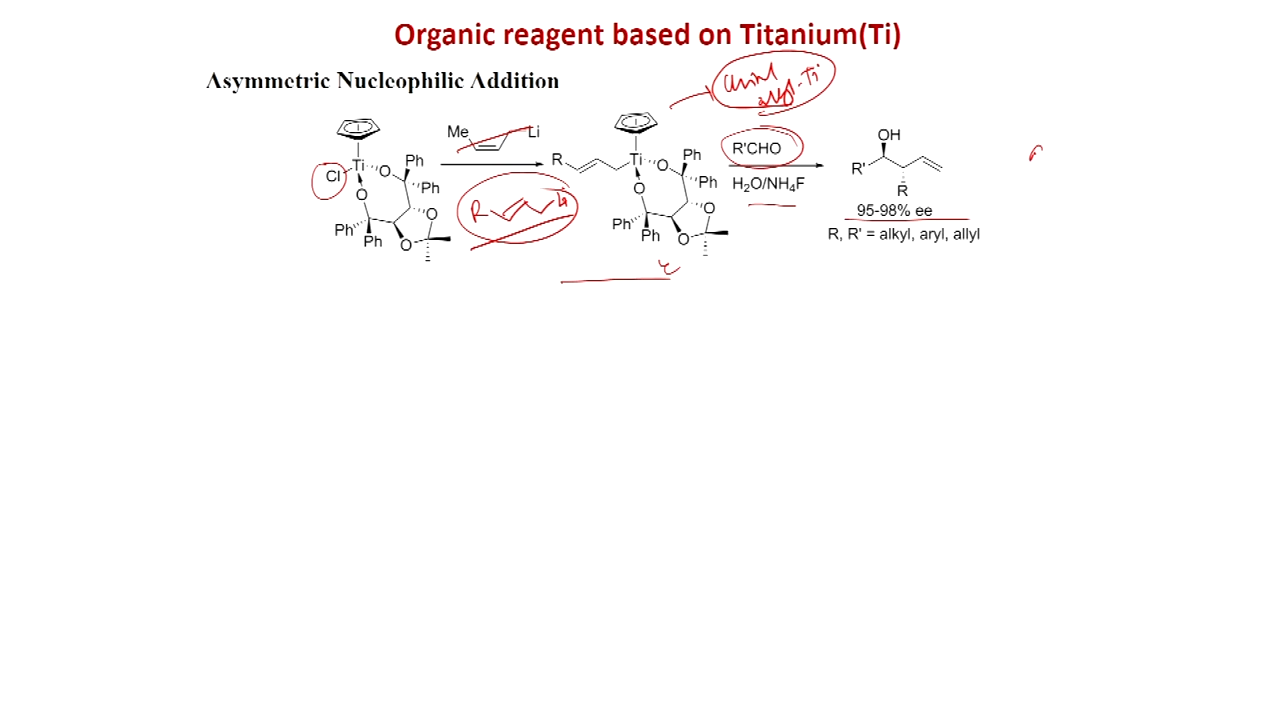 Organic reagent based on Titanium(Ti)
Asymmetric Nucleophilic Addition
Me Li
R'CHO
H2O/NH4F
Cl Ti O Ph
Ph
O
O
Ph
Ph O
R Ti O Ph
Ph
O
O
Ph
Ph O
R
OH
R'
R
95-98% ee
R, R' = alkyl, aryl, allyl